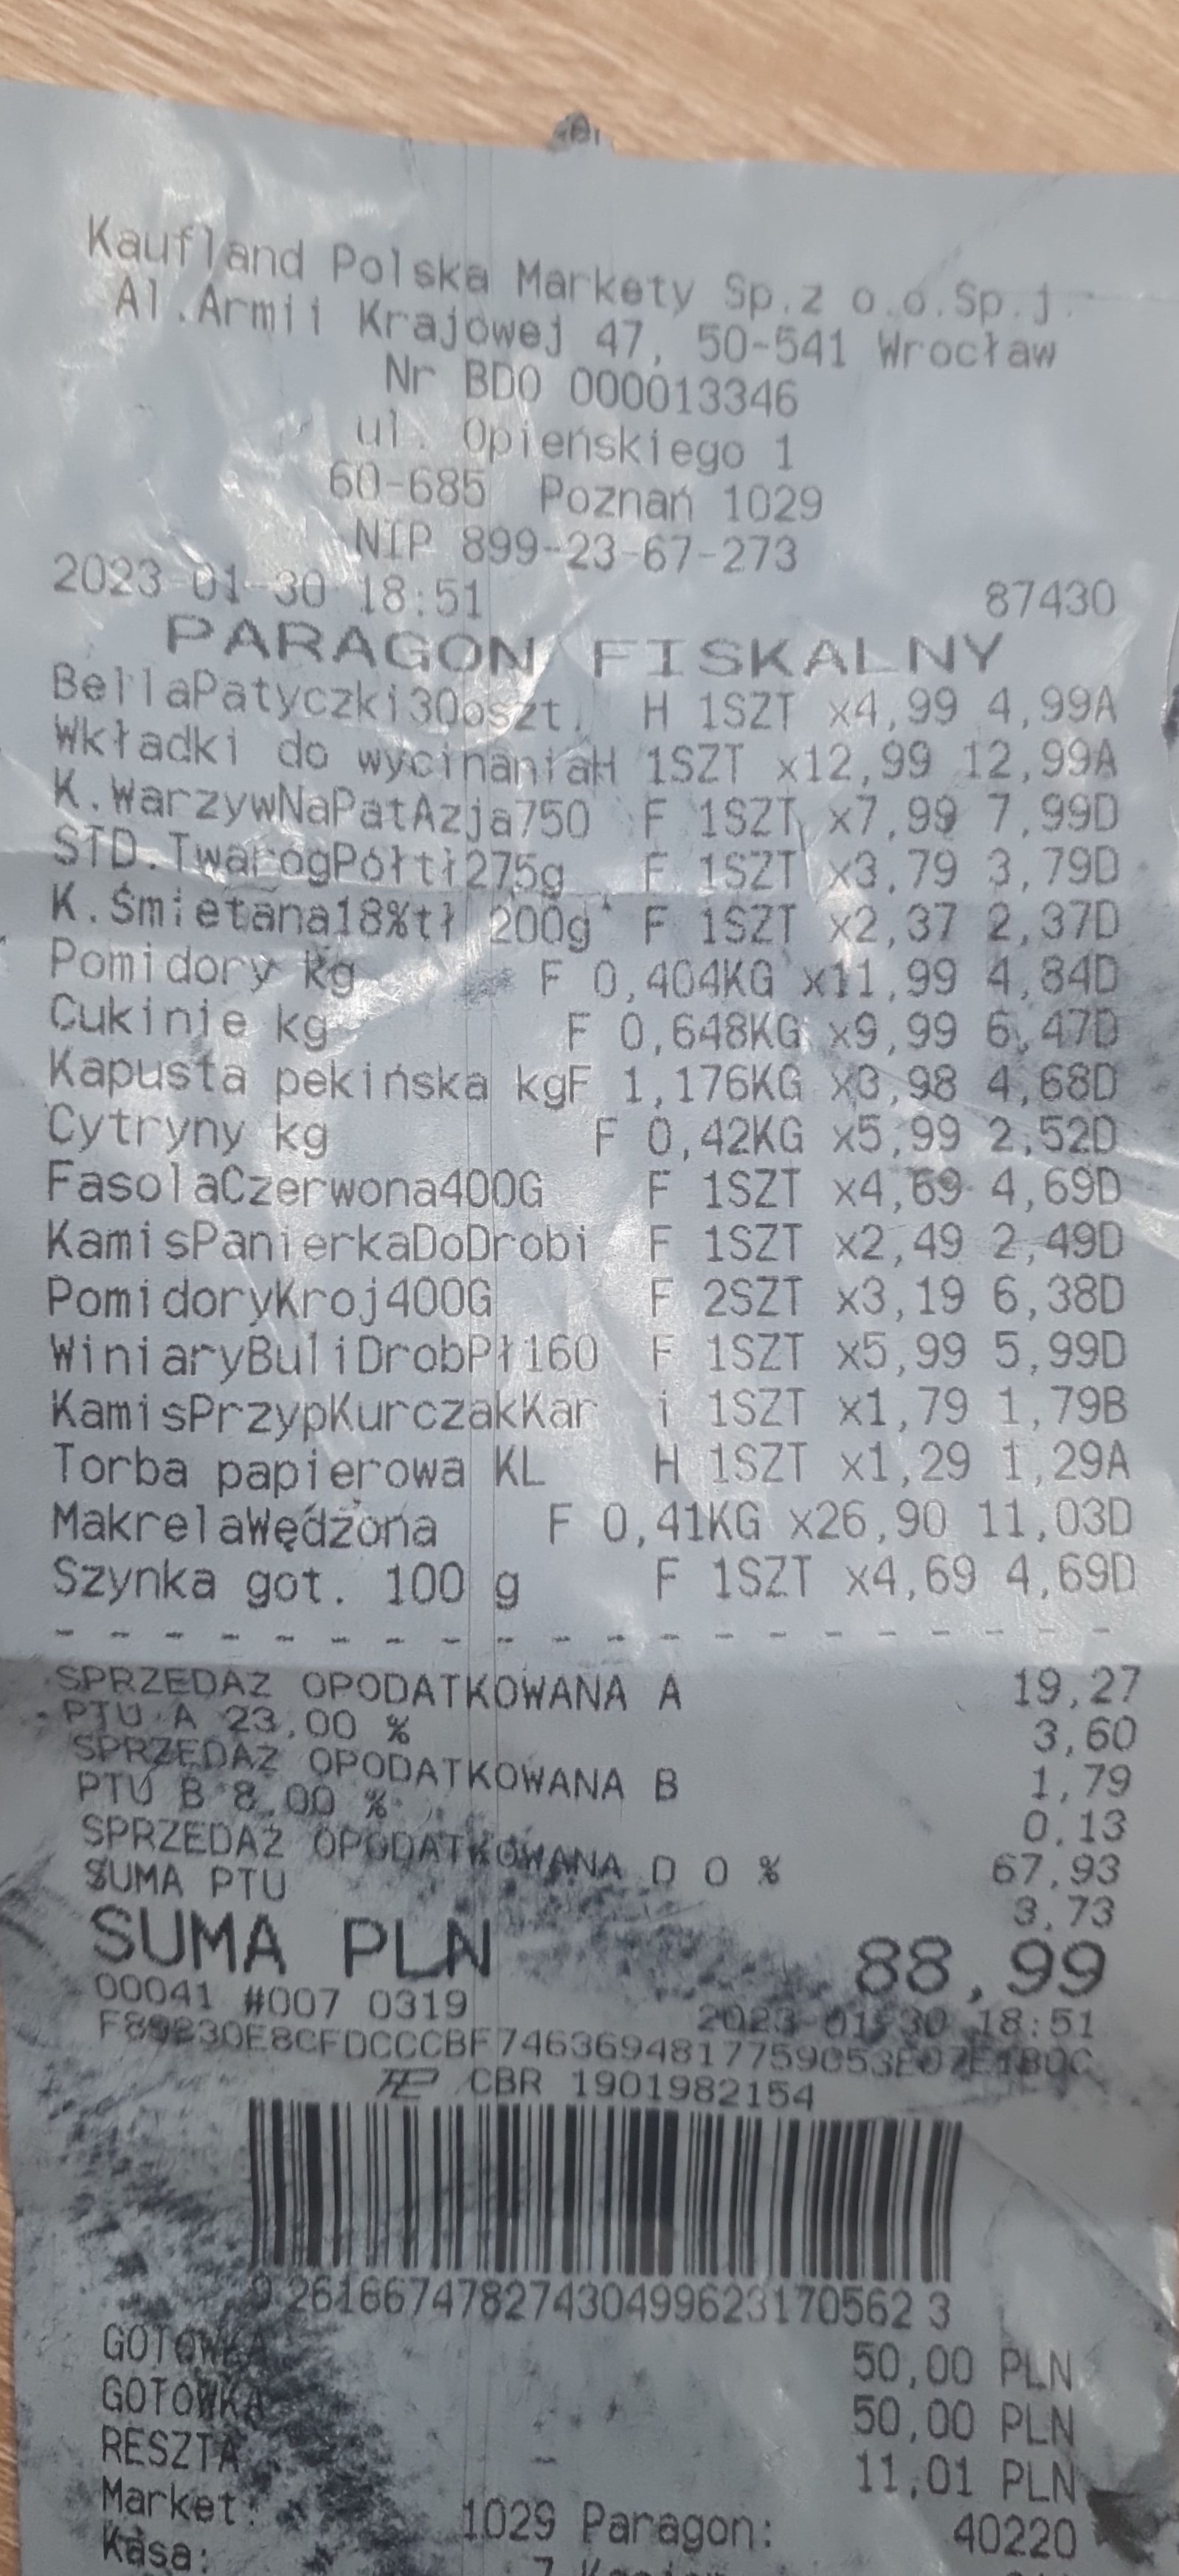 Kaufland Polska Markety Sp.z o.o.Sp.j.
Al.Armii Krajowej 47, 50-541 Wrocław
Nr BDO 000013346
ul. Opieńskiego 1
60-685 Poznań 1029
NIP 899-23-67-273
2023-01-30 18:51 87430
PARAGON FISKALNY
BellaPatyczki300szt. H 1SZT x4,99 4,99A
Wkładki do wycinaniaH 1SZT x12,99 12,99A
K.WarzywNaPatAzja750 F 1SZT x7,99 7,99D
STD.TwarógPółtł275g F 1SZT x3,79 3,79D
K.Śmietana18%tł 200g F 1SZT x2,37 2,37D
Pomidory kg F 0,404KG x11,99 4,84D
Cukinie kg F 0,648KG x9,99 6,47D
Kapusta pekińska kgF 1,176KG x3,98 4,68D
Cytryny kg F 0,42KG x5,99 2,52D
FasolaCzerwona400G F 1SZT x4,69 4,69D
KamisPanierkaDoDrobi F 1SZT x2,49 2,49D
PomidoryKroj400G F 2SZT x3,19 6,38D
WiniaryBuliDrobPł160 F 1SZT x5,99 5,99D
KamisPrzypKurczakKar i 1SZT x1,79 1,79B
Torba papierowa KL H 1SZT x1,29 1,29A
MakrelaWędzona F 0,41KG x26,90 11,03D
Szynka got. 100 g F 1SZT x4,69 4,69D
- - - - - - - - - - - - - - - - - - - -
SPRZEDAŻ OPODATKOWANA A 19,27
PTU A 23,00 % 3,60
SPRZEDAŻ OPODATKOWANA B 1,79
PTU B 8,00 % 0,13
SPRZEDAŻ OPODATKOWANA D 0 % 67,93
SUMA PTU 3,73
SUMA PLN 88,99
00041 #007 0319 2023-01-30 18:51
CBR 1901982154
9 2616674782743049962317056 2 3
GOTÓWKA 50,00 PLN
GOTÓWKA 50,00 PLN
RESZTA 11,01 PLN
Market: 1029 Paragon: 40220
Kasa: 7